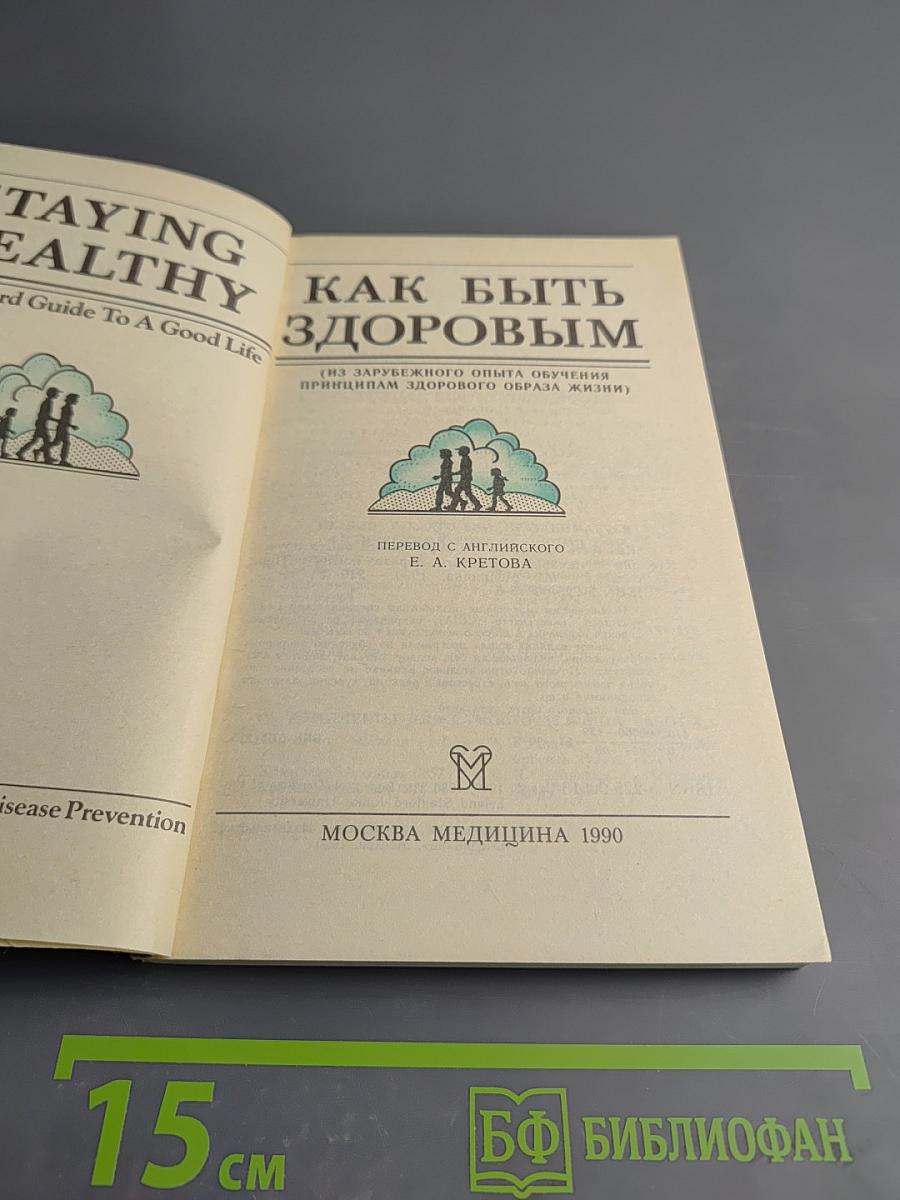 TAYING
EALTHY
rd Guide To A Good Life
isease Prevention
КАК БЫТЬ
ЗДОРОВЫМ
(ИЗ ЗАРУБЕЖНОГО ОПЫТА ОБУЧЕНИЯ
ПРИНЦИПАМ ЗДОРОВОГО ОБРАЗА ЖИЗНИ)
ПЕРЕВОД С АНГЛИЙСКОГО
Е. А. КРЕТОВА
МОСКВА МЕДИЦИНА 1990
15 см
БФ БИБЛИОФАН